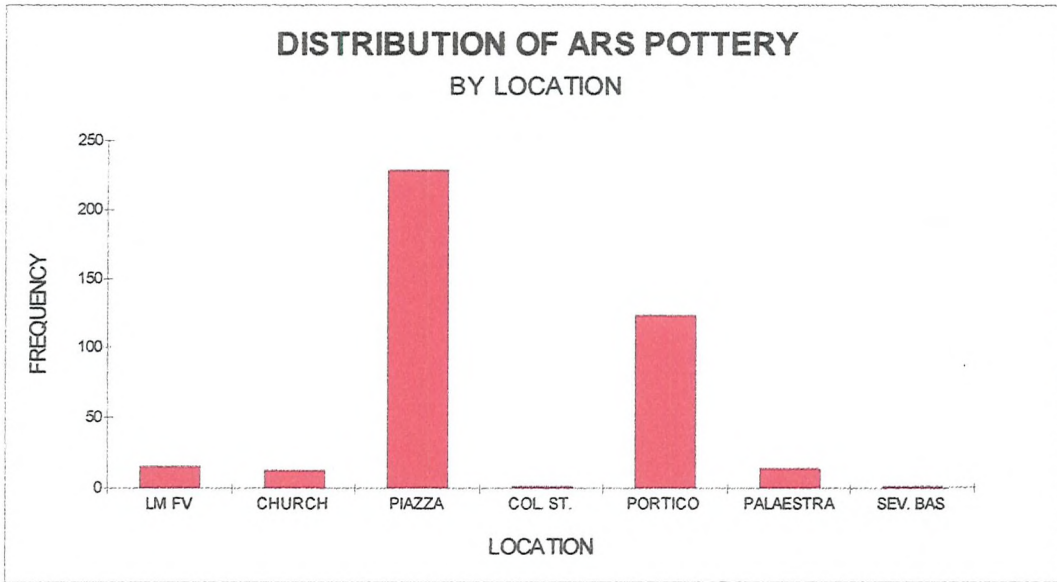 DISTRIBUTION OF ARS POTTERY
BY LOCATION
250
200
150
100
50
0
FREQUENCY
LM FV
CHURCH
PIAZZA
COL. ST.
PORTICO
PALAESTRA
SEV. BAS
LOCATION